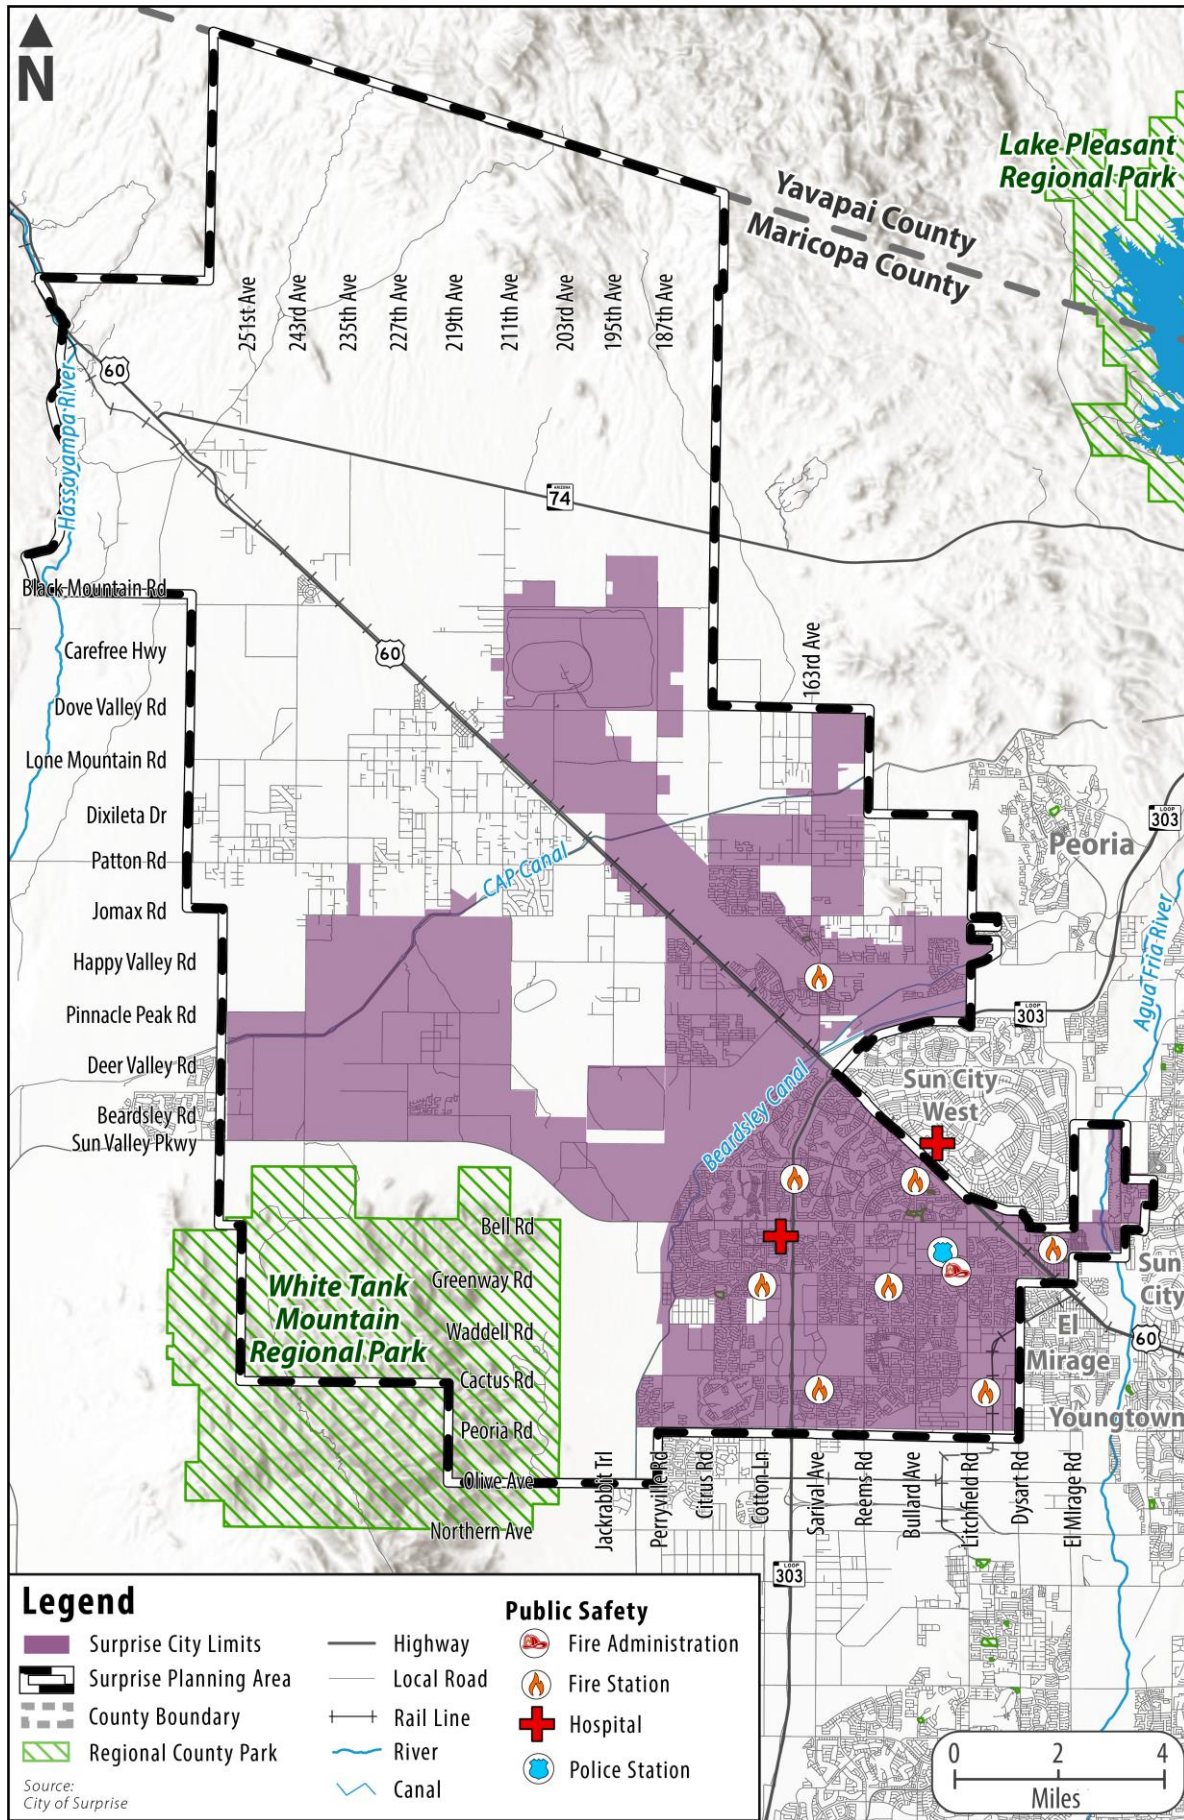 N
Lake Pleasant
Regional Park
Yavapai County
Maricopa County
251st Ave
243rd Ave
235th Ave
227th Ave
219th Ave
211th Ave
203rd Ave
195th Ave
187th Ave
60
Hassayampa River
ARIZONA
74
Black Mountain Rd
Carefree Hwy
60
163rd Ave
Dove Valley Rd
Lone Mountain Rd
Dixileta Dr
LOOP
303
Peoria
Patton Rd
CAP Canal
Jomax Rd
Agua Fria River
Happy Valley Rd
Pinnacle Peak Rd
LOOP
303
Deer Valley Rd
Sun City
West
Beardsley Canal
Beardsley Rd
Sun Valley Pkwy
Bell Rd
Sun
City
Greenway Rd
White Tank
Mountain
Regional Park
Waddell Rd
El
Mirage
60
Cactus Rd
Youngtown
Peoria Rd
Olive Ave
Northern Ave
Jackrabbit Trl
Perryville Rd
Citrus Rd
Cotton Ln
Sarival Ave
Reems Rd
Bullard Ave
Litchfield Rd
Dysart Rd
El Mirage Rd
LOOP
303
Legend
Surprise City Limits
Surprise Planning Area
County Boundary
Regional County Park
Source:
City of Surprise
Highway
Local Road
Rail Line
River
Canal
Public Safety
Fire Administration
Fire Station
Hospital
Police Station
0 2 4
Miles